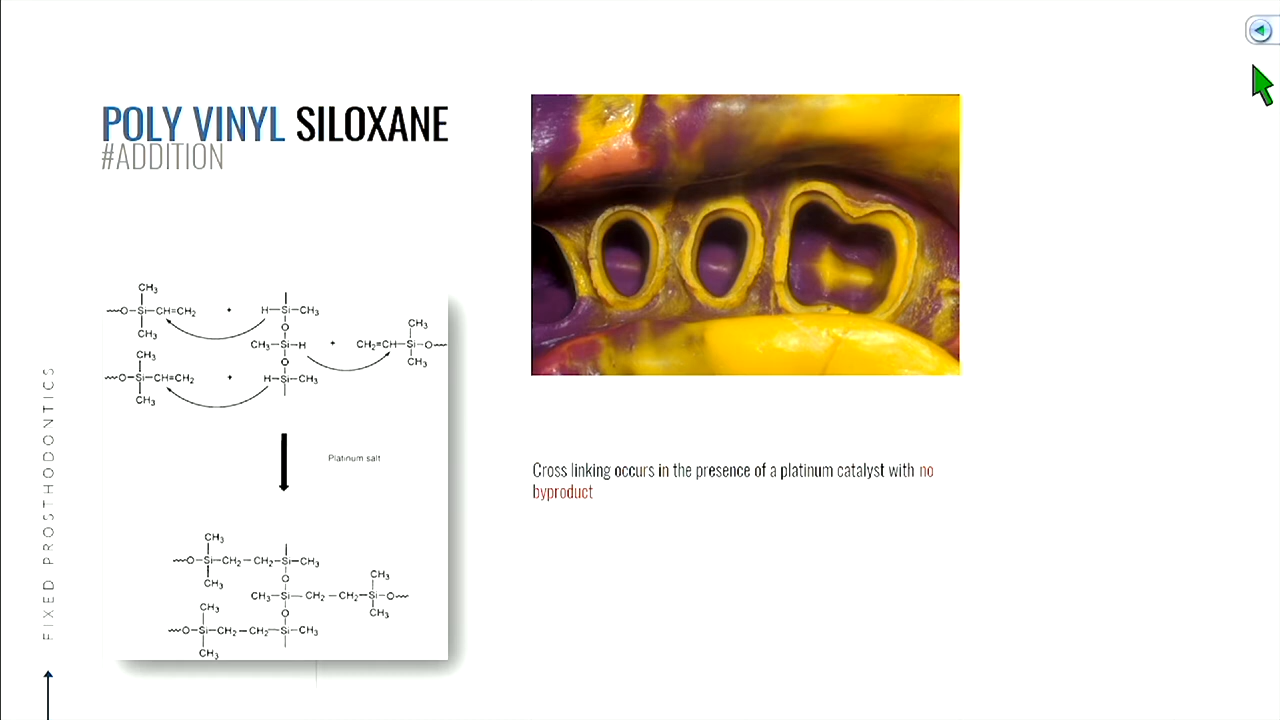 POLY VINYL SILOXANE
#ADDITION
CH₃
~O–Si–CH=CH₂ + H–Si–CH₃
CH₃ O CH₃
CH₃–Si–H + CH₂=CH–Si–O~
CH₃ O CH₃
~O–Si–CH=CH₂ + H–Si–CH₃
CH₃
Platinum salt
CH₃
~O–Si–CH₂–CH₂–Si–CH₃
CH₃ O CH₃
CH₃–Si–CH₂–CH₂–Si–O~
CH₃ O CH₃
~O–Si–CH₂–CH₂–Si–CH₃
CH₃
Cross linking occurs in the presence of a platinum catalyst with no
byproduct
FIXED PROSTHODONTICS